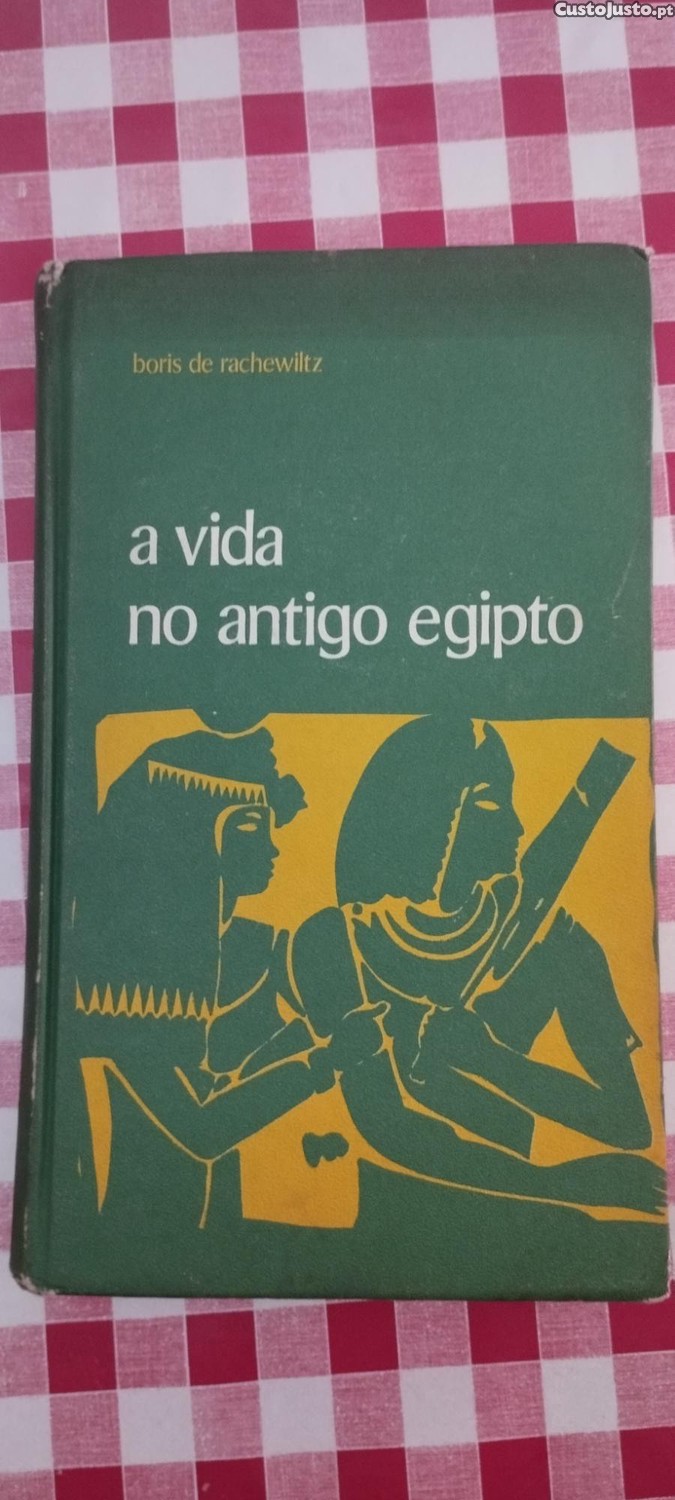 CustoJusto.pt
boris de rachewiltz
a vida
no antigo egipto